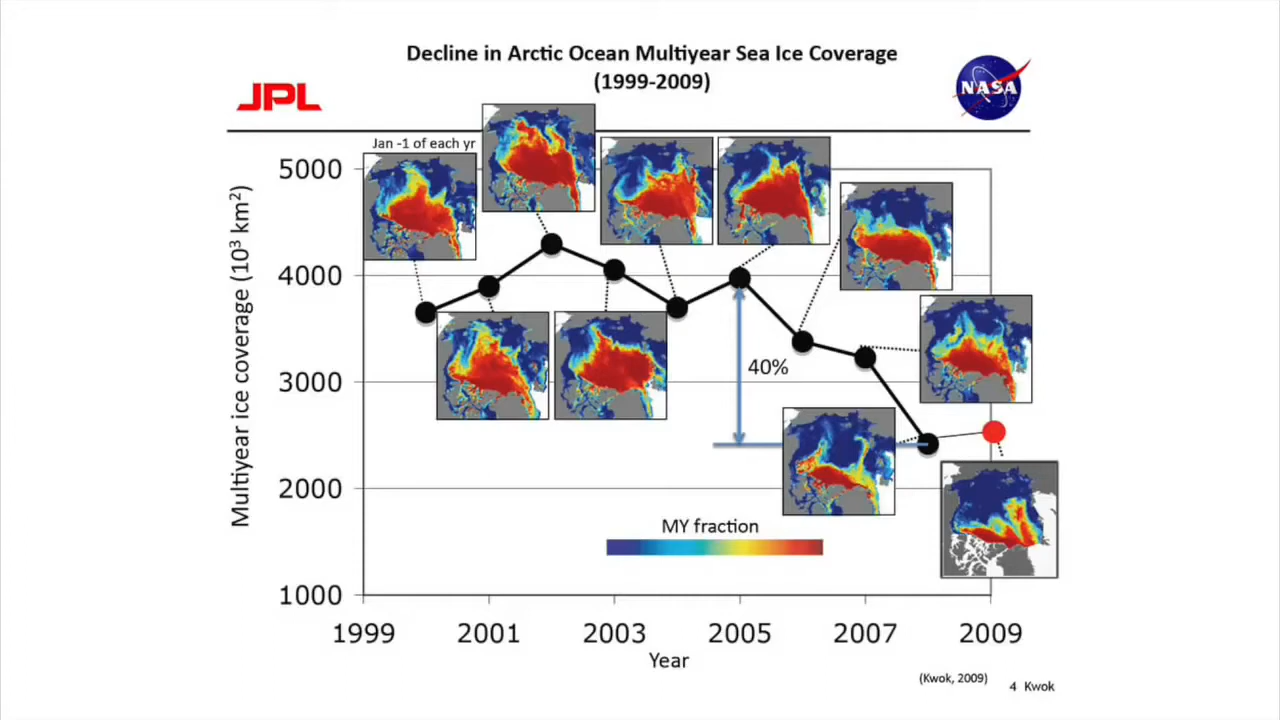 Decline in Arctic Ocean Multiyear Sea Ice Coverage
(1999-2009)
JPL
NASA
Jan -1 of each yr
5000
4000
3000
2000
1000
Multiyear ice coverage (10³ km²)
40%
MY fraction
1999 2001 2003 2005 2007 2009
Year
(Kwok, 2009)
4 Kwok